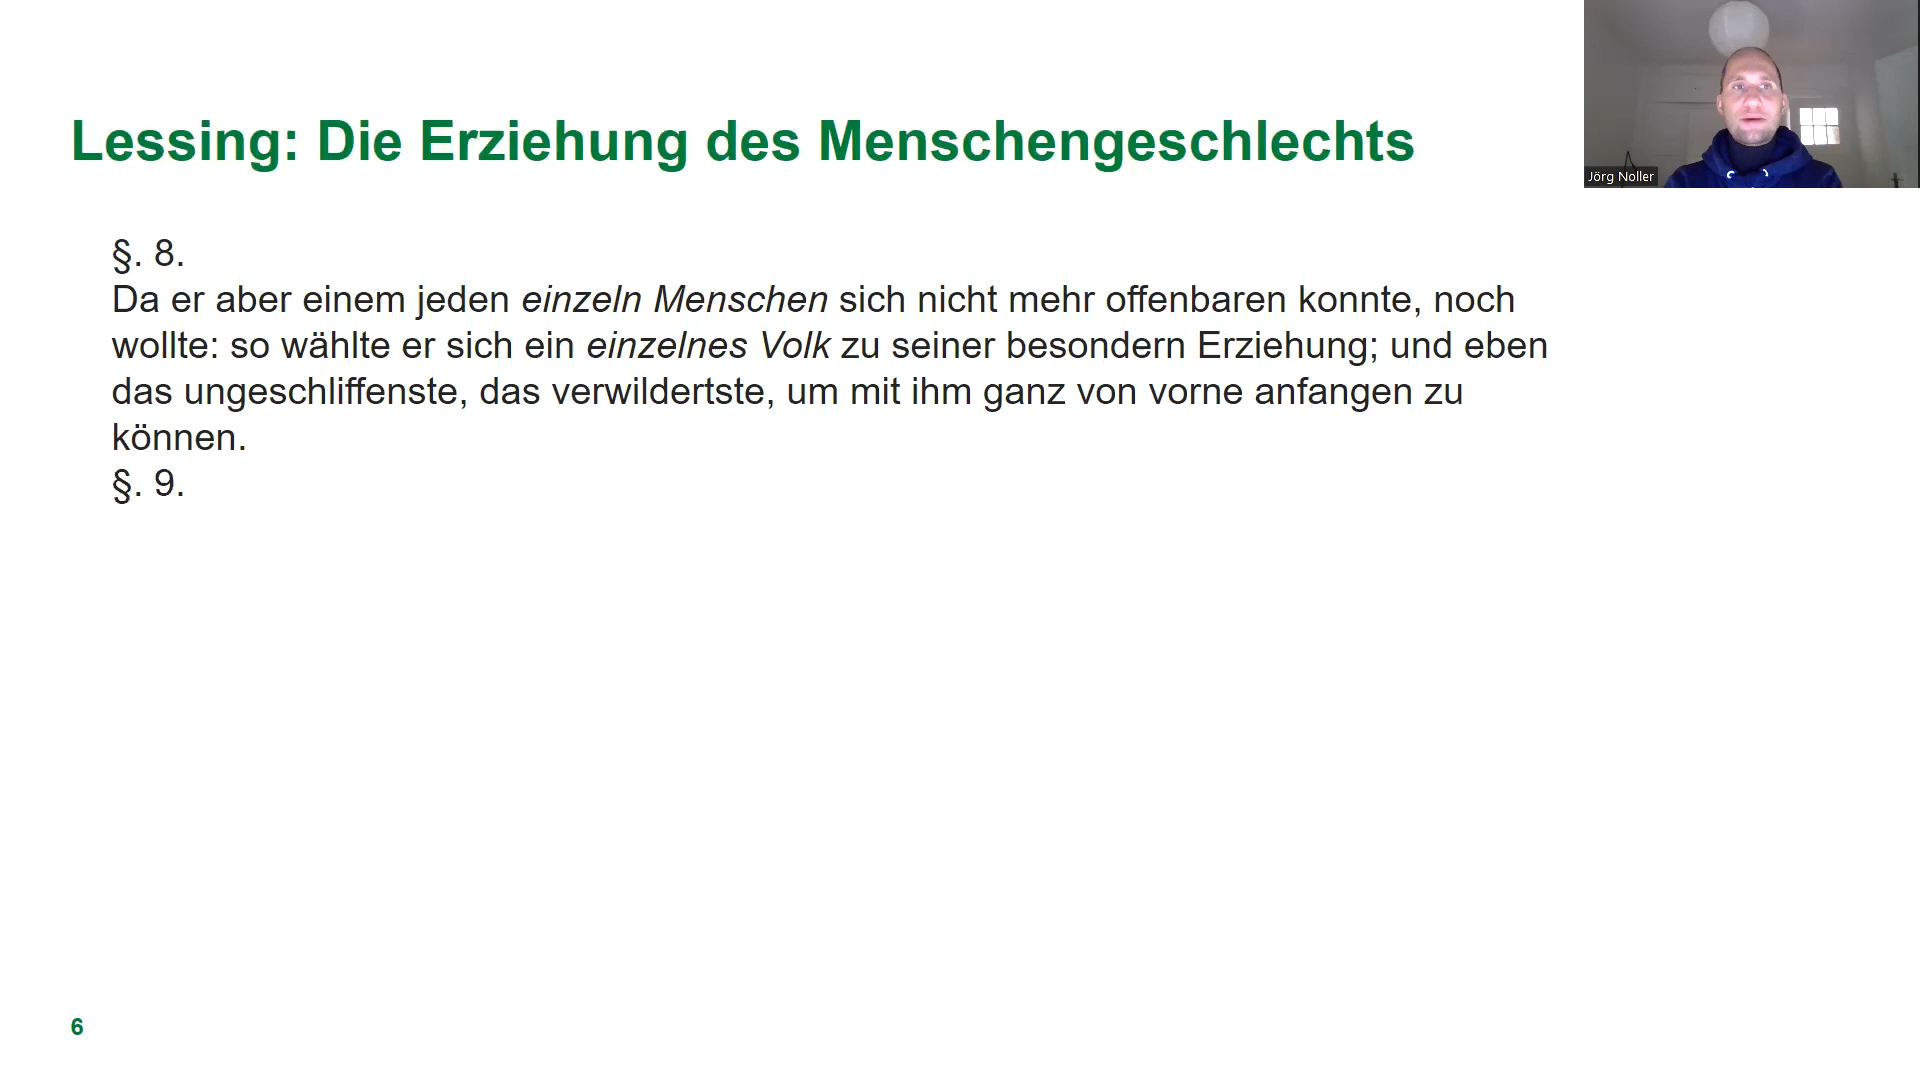 Lessing: Die Erziehung des Menschengeschlechts
Jörg Noller
§. 8.
Da er aber einem jeden einzeln Menschen sich nicht mehr offenbaren konnte, noch
wollte: so wählte er sich ein einzelnes Volk zu seiner besondern Erziehung; und eben
das ungeschliffenste, das verwildertste, um mit ihm ganz von vorne anfangen zu
können.
§. 9.
6